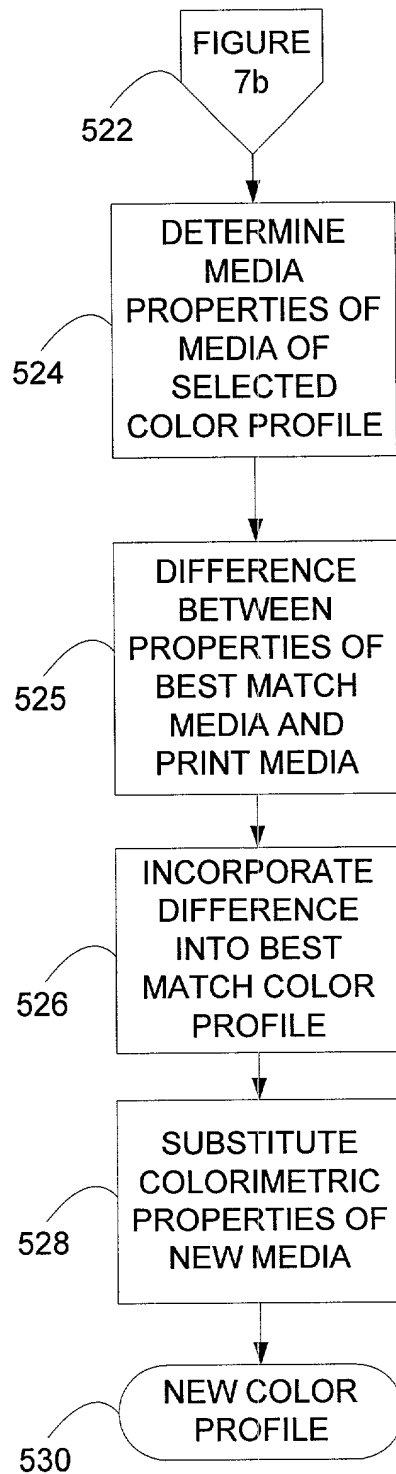 FIGURE
7b
522
DETERMINE
MEDIA
PROPERTIES OF
MEDIA OF
SELECTED
COLOR PROFILE
524
DIFFERENCE
BETWEEN
PROPERTIES OF
BEST MATCH
MEDIA AND
PRINT MEDIA
525
INCORPORATE
DIFFERENCE
INTO BEST
MATCH COLOR
PROFILE
526
SUBSTITUTE
COLORIMETRIC
PROPERTIES OF
NEW MEDIA
528
NEW COLOR
PROFILE
530